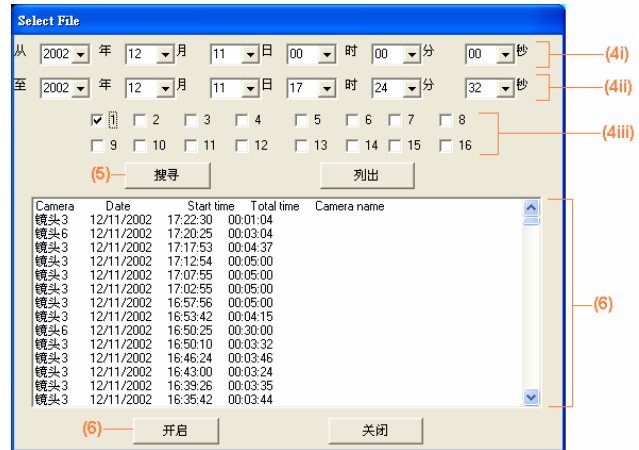 Select File
从 2002 年 12 月 11 日 00 时 00 分 00 秒 (4i)
至 2002 年 12 月 11 日 17 时 24 分 32 秒 (4ii)
1 2 3 4 5 6 7 8
(4iii)
9 10 11 12 13 14 15 16
(5) 搜寻 列出
Camera Date Start time Total time Camera name
镜头3 12/11/2002 17:22:30 00:01:04
镜头6 12/11/2002 17:20:25 00:03:04
镜头3 12/11/2002 17:17:53 00:04:37
镜头3 12/11/2002 17:12:54 00:05:00
镜头3 12/11/2002 17:07:55 00:05:00
镜头3 12/11/2002 17:02:55 00:05:00
镜头3 12/11/2002 16:57:56 00:05:00
(6)
镜头3 12/11/2002 16:53:42 00:04:15
镜头6 12/11/2002 16:50:25 00:30:00
镜头3 12/11/2002 16:50:10 00:03:32
镜头3 12/11/2002 16:46:24 00:03:46
镜头3 12/11/2002 16:43:00 00:03:24
镜头3 12/11/2002 16:39:26 00:03:35
镜头3 12/11/2002 16:35:42 00:03:44
(6) 开启 关闭